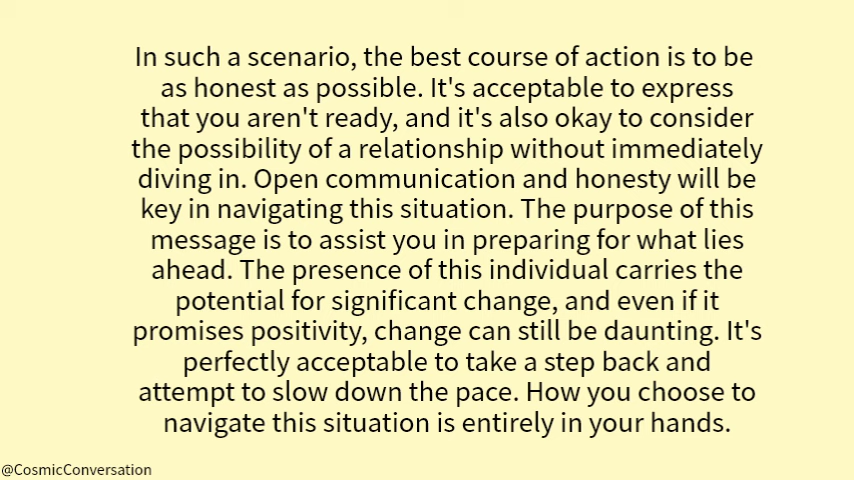 In such a scenario, the best course of action is to be
as honest as possible. It's acceptable to express
that you aren't ready, and it's also okay to consider
the possibility of a relationship without immediately
diving in. Open communication and honesty will be
key in navigating this situation. The purpose of this
message is to assist you in preparing for what lies
ahead. The presence of this individual carries the
potential for significant change, and even if it
promises positivity, change can still be daunting. It's
perfectly acceptable to take a step back and
attempt to slow down the pace. How you choose to
navigate this situation is entirely in your hands.
@CosmicConversation